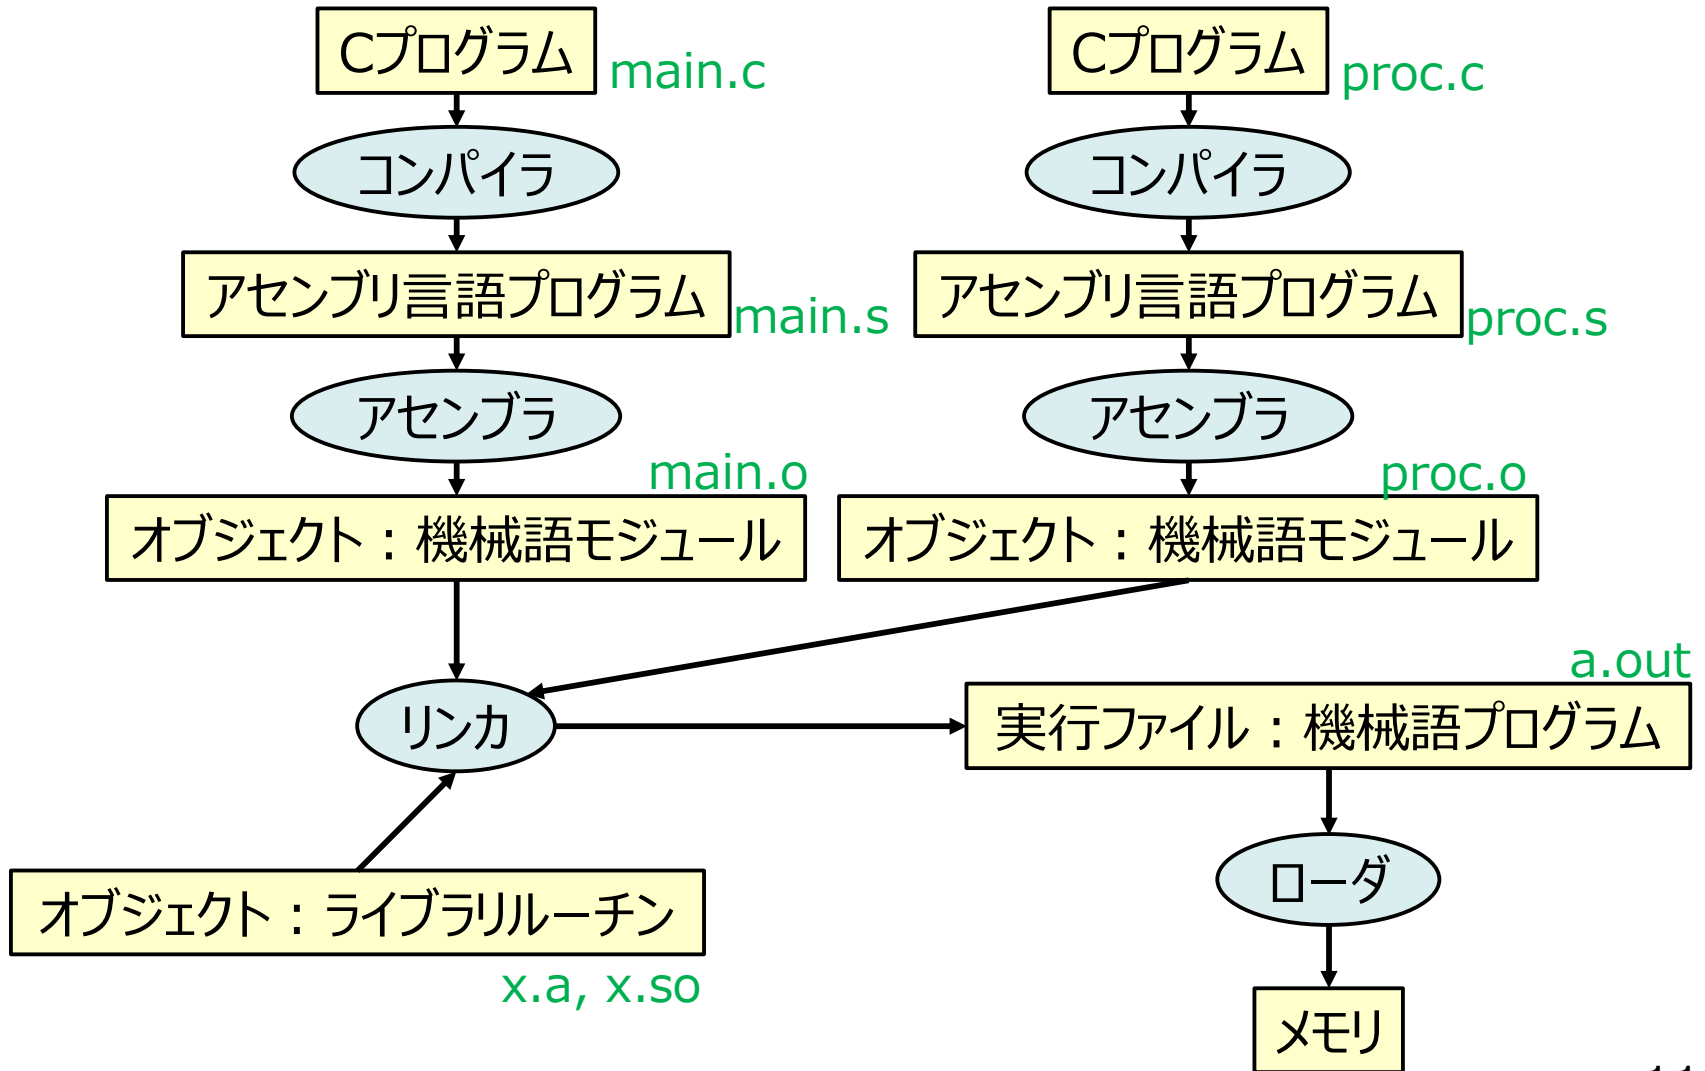 Cプログラム
main.c
Cプログラム
proc.c
コンパイラ
コンパイラ
アセンブリ言語プログラム
main.s
アセンブリ言語プログラム
proc.s
アセンブラ
アセンブラ
main.o
proc.o
オブジェクト：機械語モジュール
オブジェクト：機械語モジュール
a.out
リンカ
実行ファイル：機械語プログラム
ローダ
オブジェクト：ライブラリルーチン
x.a, x.so
メモリ